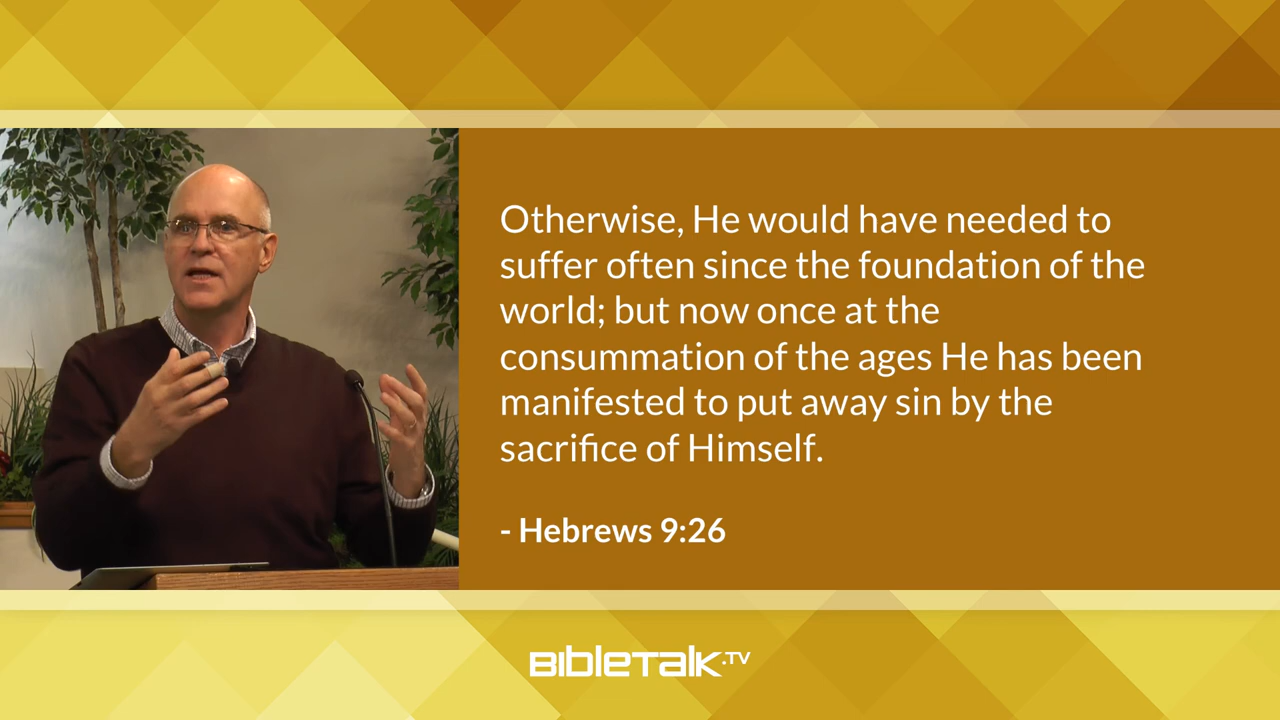 Otherwise, He would have needed to
suffer often since the foundation of the
world; but now once at the
consummation of the ages He has been
manifested to put away sin by the
sacrifice of Himself.
- Hebrews 9:26
BIBLETALK.TV